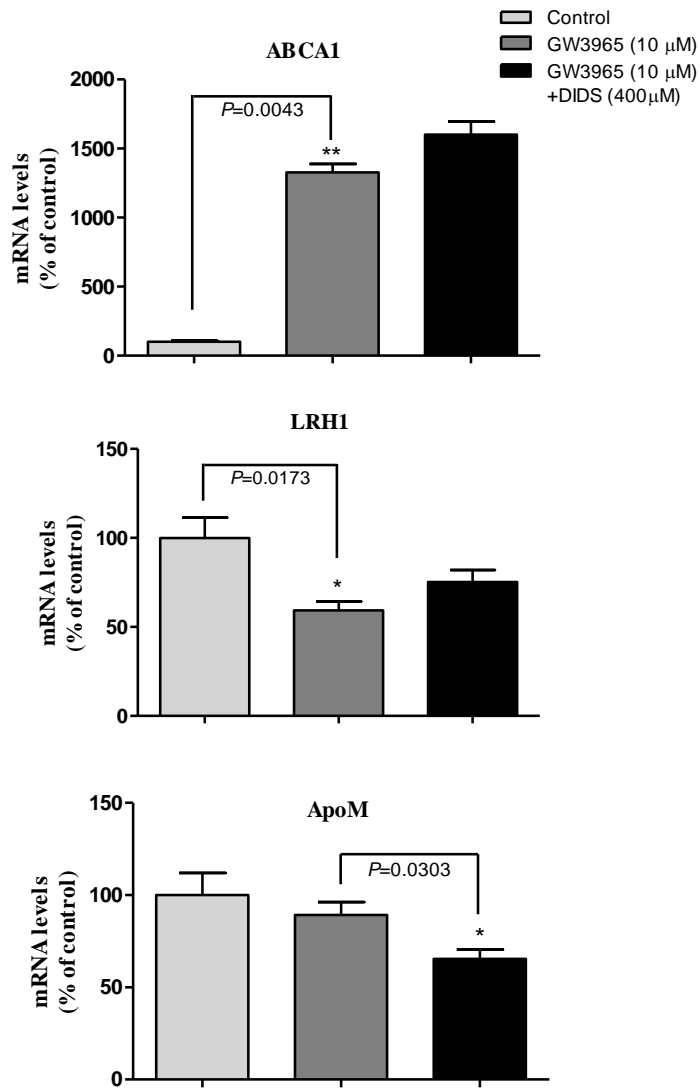 Control
GW3965 (10 μM)
GW3965 (10 μM)
+DIDS (400μM)
ABCA1
mRNA levels
(% of control)
2000
1500
1000
500
0
P=0.0043
**
LRH1
mRNA levels
(% of control)
150
100
50
0
P=0.0173
*
ApoM
mRNA levels
(% of control)
150
100
50
0
P=0.0303
*